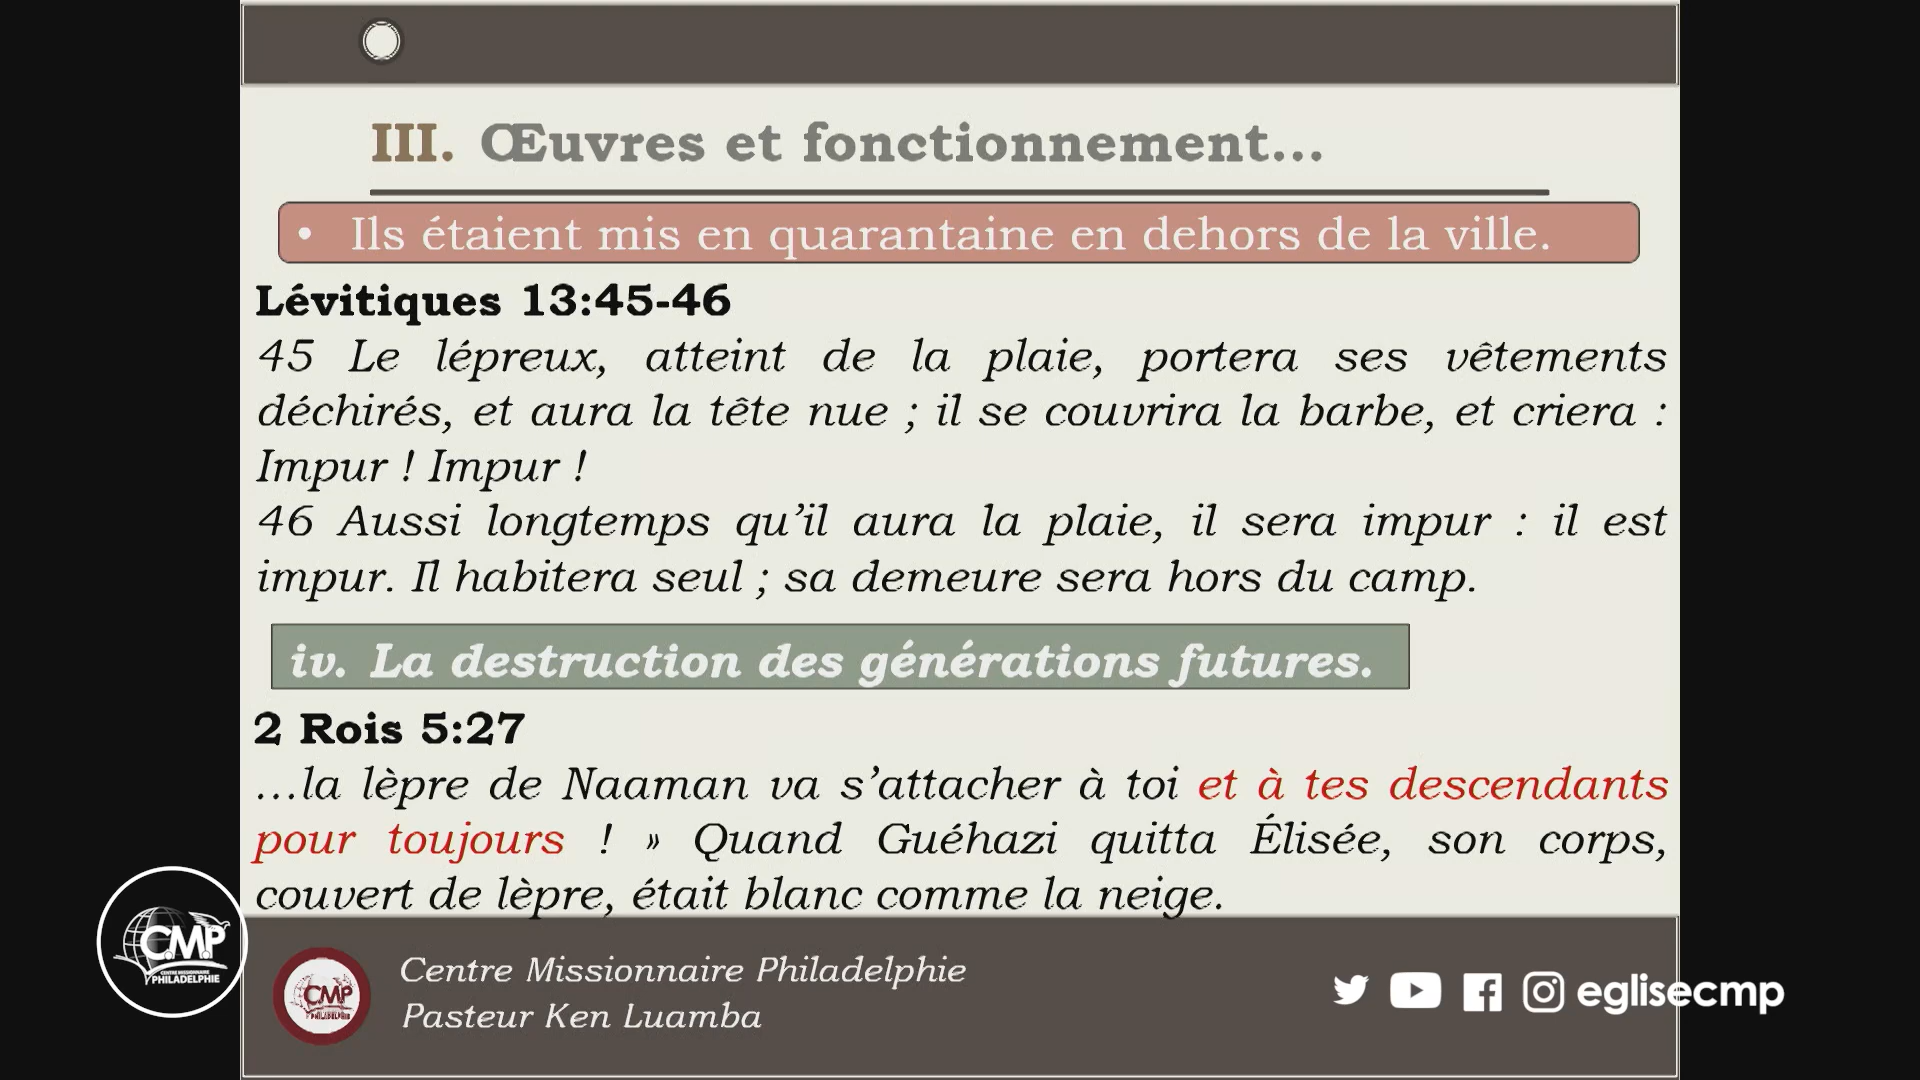 III. Œuvres et fonctionnement…
• Ils étaient mis en quarantaine en dehors de la ville.
Lévitiques 13:45-46
45 Le lépreux, atteint de la plaie, portera ses vêtements
déchirés, et aura la tête nue ; il se couvrira la barbe, et criera :
Impur ! Impur !
46 Aussi longtemps qu’il aura la plaie, il sera impur : il est
impur. Il habitera seul ; sa demeure sera hors du camp.
iv. La destruction des générations futures.
2 Rois 5:27
…la lèpre de Naaman va s’attacher à toi et à tes descendants
pour toujours ! » Quand Guéhazi quitta Élisée, son corps,
couvert de lèpre, était blanc comme la neige.
C.M.P
CENTRE MISSIONNAIRE
PHILADELPHIE
CMP
PHILADELPHIE
Centre Missionnaire Philadelphie
Pasteur Ken Luamba
eglisecmp